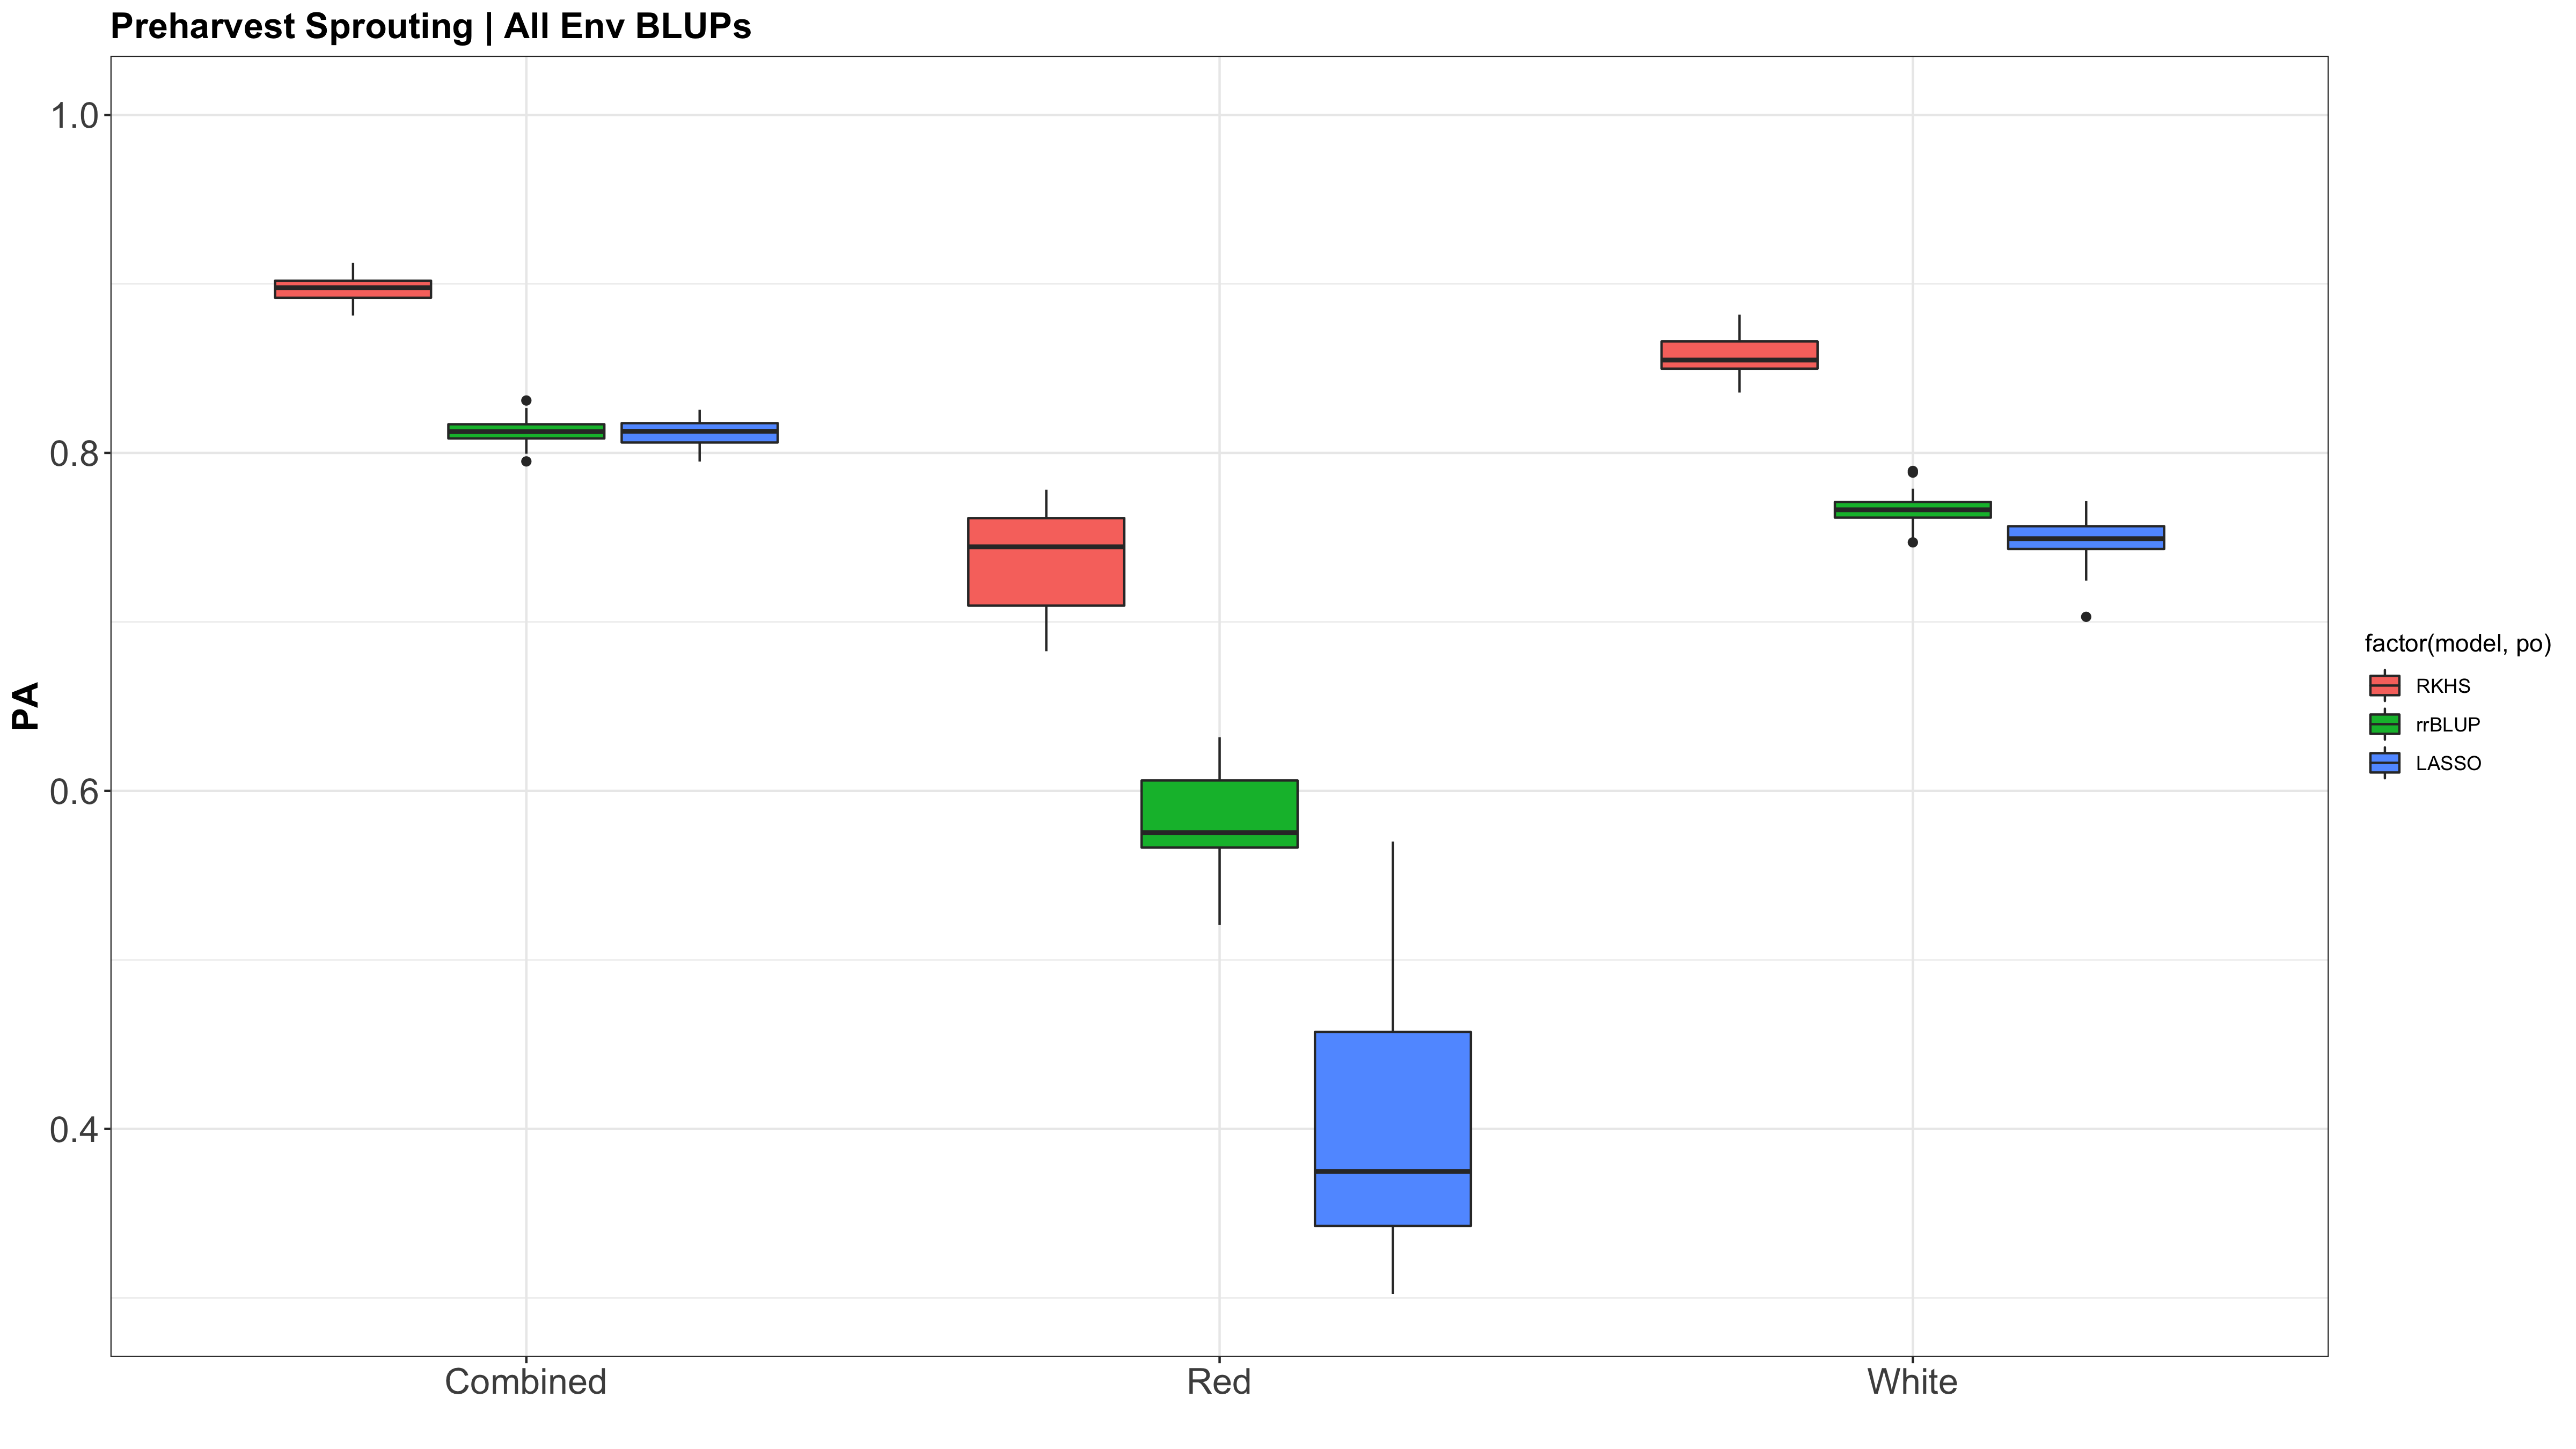 Preharvest Sprouting | All Env BLUPs
1.0
0.8
0.6
0.4
PA
Combined
Red
White
factor(model, po)
RKHS
rrBLUP
LASSO